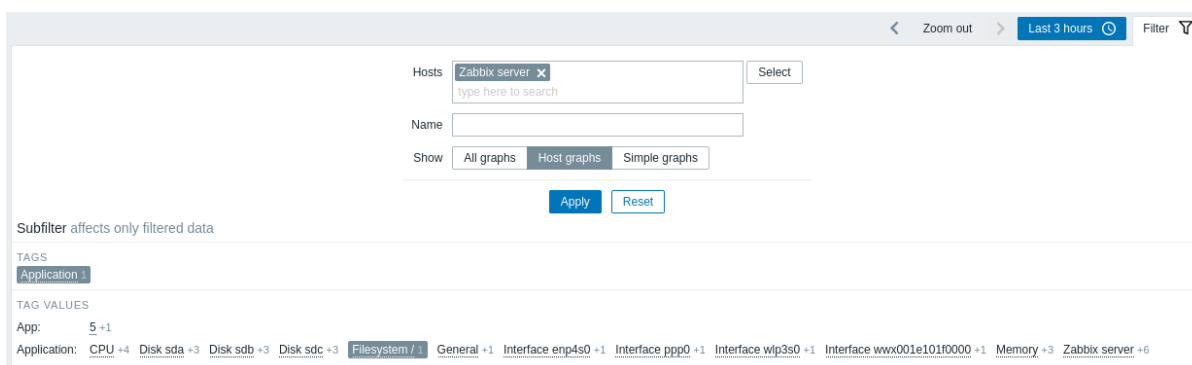 Zoom out Last 3 hours Filter
Hosts Zabbix server Select
type here to search
Name
Show All graphs Host graphs Simple graphs
Apply Reset
Subfilter affects only filtered data
TAGS
Application 1
TAG VALUES
App: 5 +1
Application: CPU +4 Disk sda +3 Disk sdb +3 Disk sdc +3 Filesystem / 1 General +1 Interface enp4s0 +1 Interface ppp0 +1 Interface wlp3s0 +1 Interface wwx001e101f0000 +1 Memory +3 Zabbix server +6